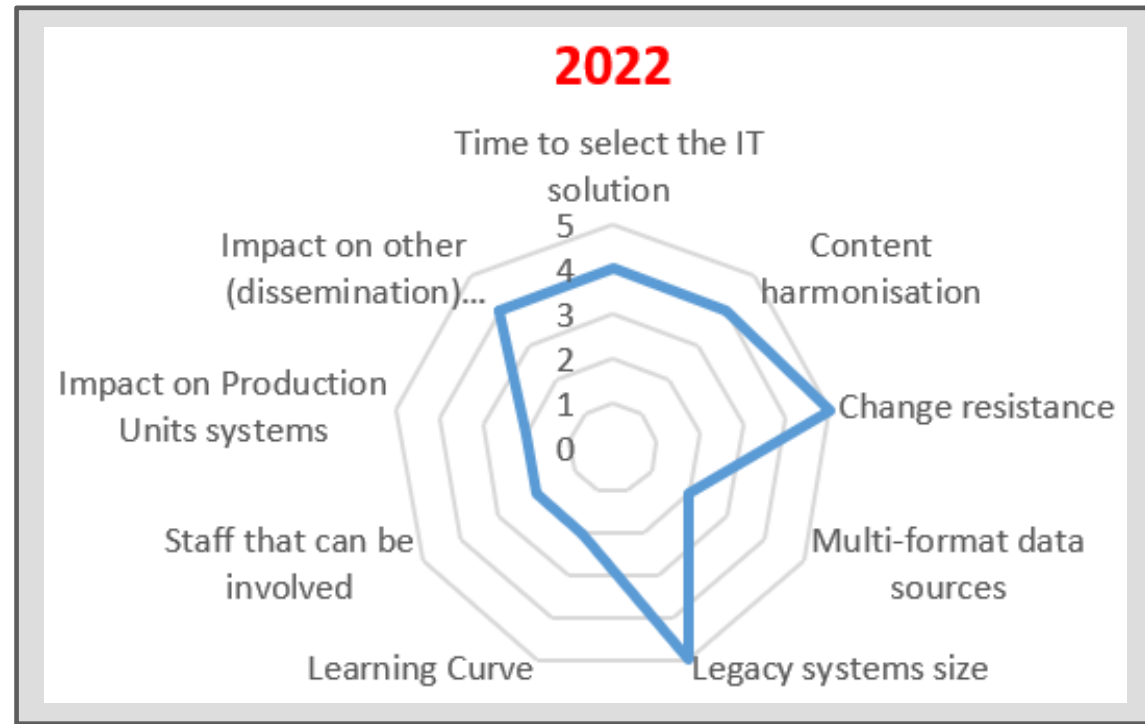 2022
Time to select the IT
solution
Content
harmonisation
Change resistance
Multi-format data
sources
Legacy systems size
Learning Curve
Staff that can be
involved
Impact on Production
Units systems
Impact on other
(dissemination)...
5
4
3
2
1
0